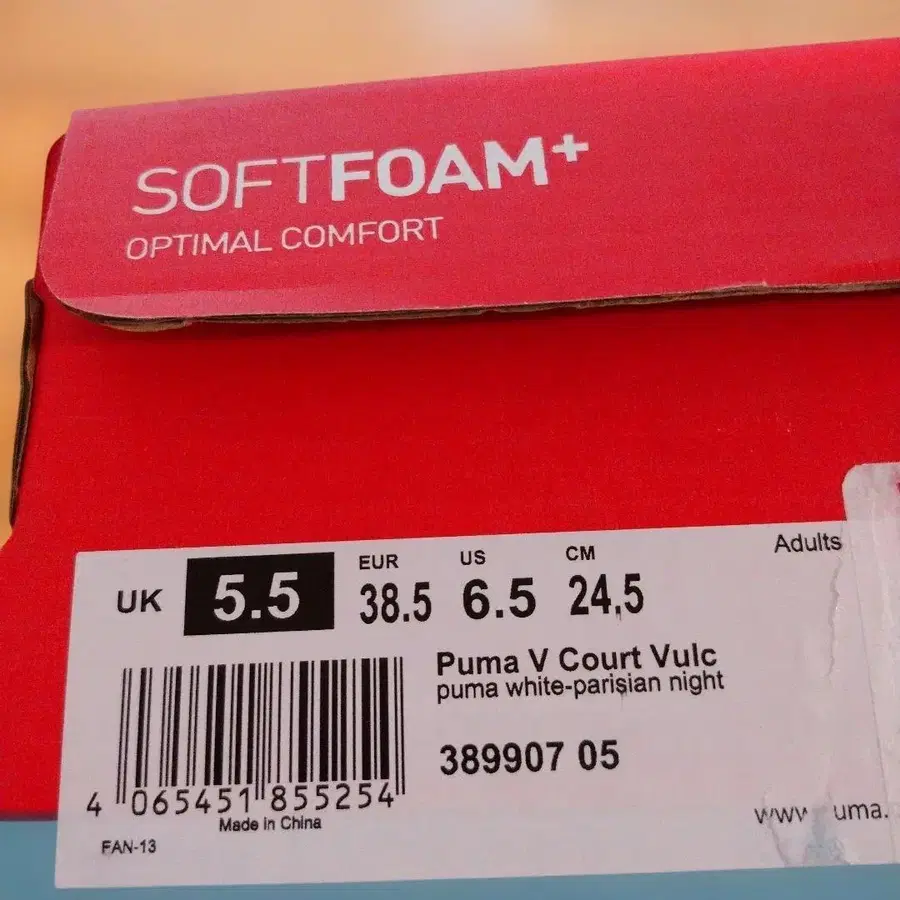 SOFTFOAM+
OPTIMAL COMFORT
Adults
UK 5.5 EUR 38.5 US 6.5 CM 24,5
Puma V Court Vulc
puma white-parisian night
389907 05
4 065451 855254
Made in China
FAN-13